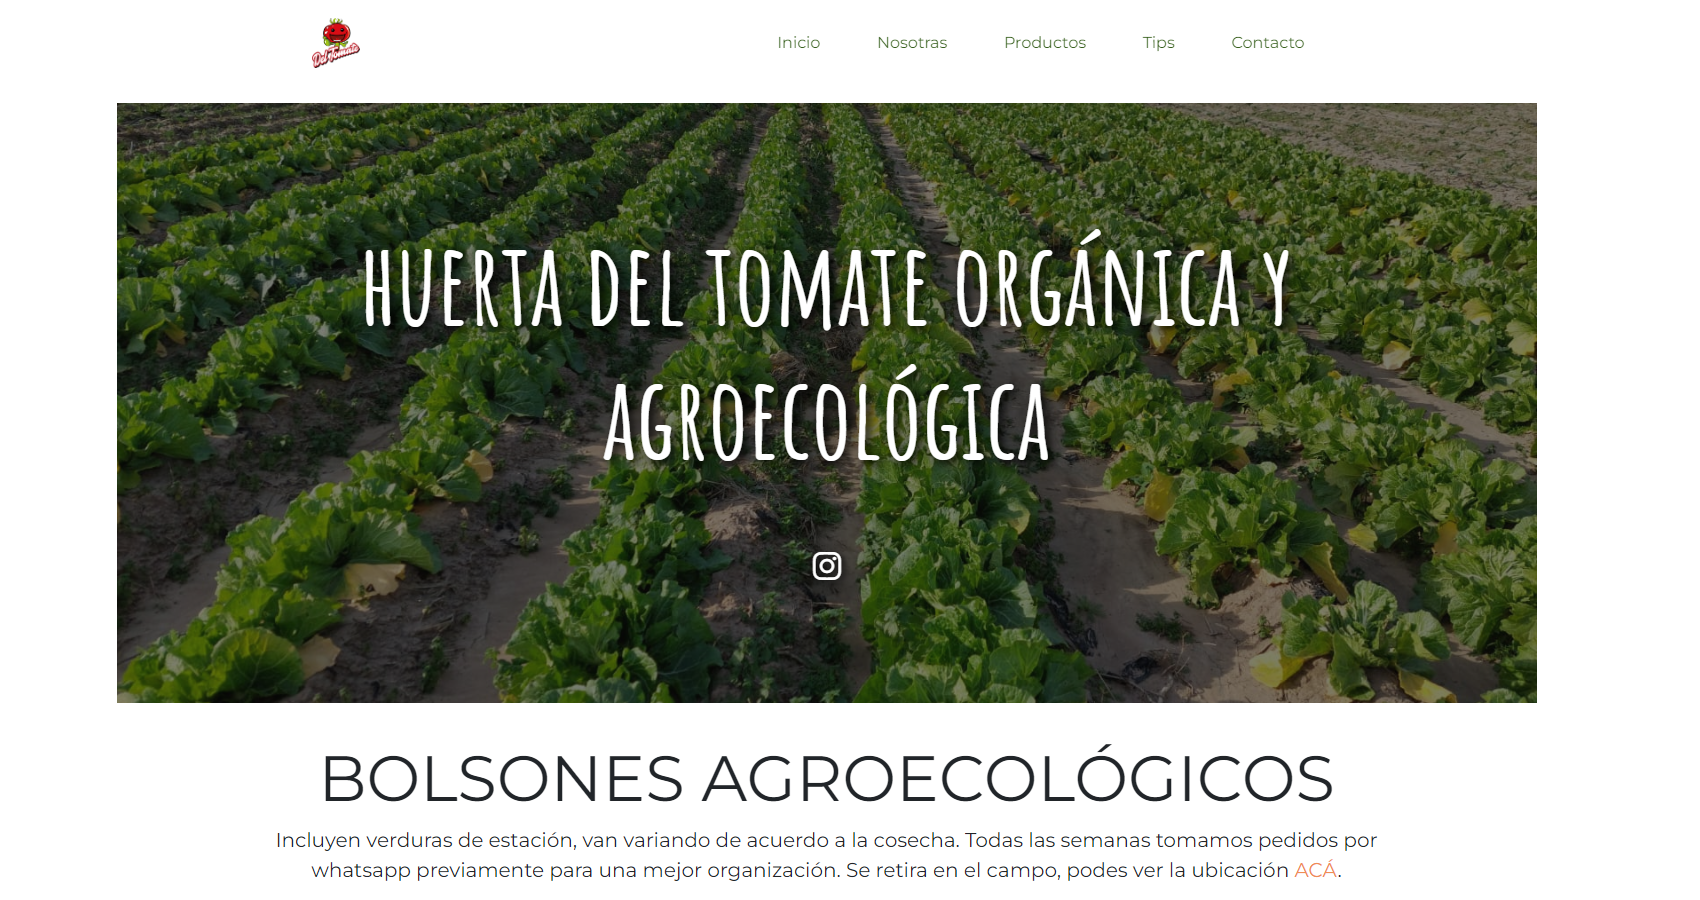 Del Tomate
Inicio Nosotras Productos Tips Contacto
HUERTA DEL TOMATE ORGÁNICA Y
AGROECOLÓGICA
BOLSONES AGROECOLÓGICOS
Incluyen verduras de estación, van variando de acuerdo a la cosecha. Todas las semanas tomamos pedidos por
whatsapp previamente para una mejor organización. Se retira en el campo, podes ver la ubicación ACÁ.